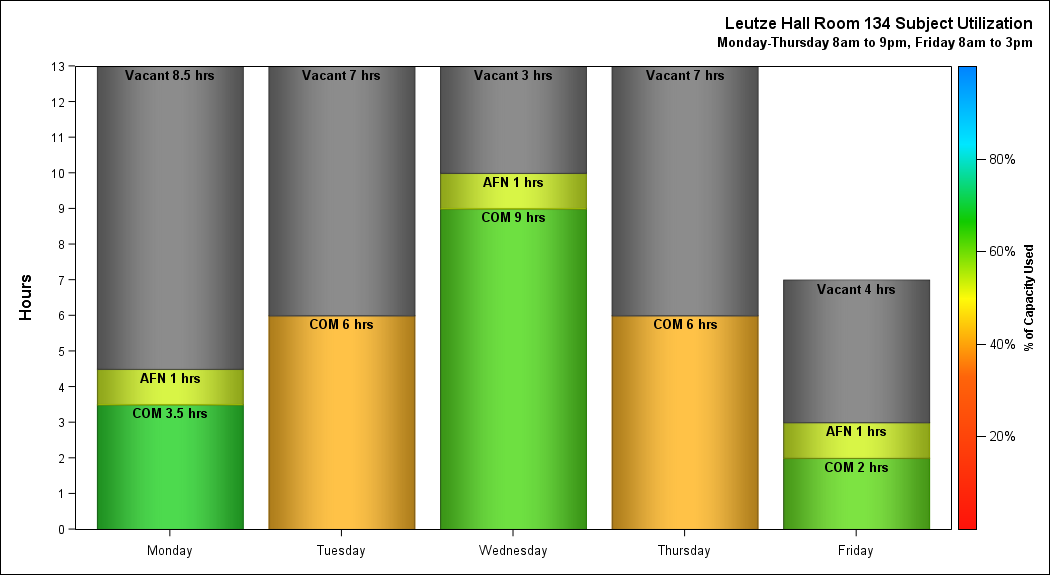 Leutze Hall Room 134 Subject Utilization
Monday-Thursday 8am to 9pm, Friday 8am to 3pm
Hours
13
12
11
10
9
8
7
6
5
4
3
2
1
0
Vacant 8.5 hrs
AFN 1 hrs
COM 3.5 hrs
Vacant 7 hrs
COM 6 hrs
Vacant 3 hrs
AFN 1 hrs
COM 9 hrs
Vacant 7 hrs
COM 6 hrs
Vacant 4 hrs
AFN 1 hrs
COM 2 hrs
Monday
Tuesday
Wednesday
Thursday
Friday
80%
60%
40%
20%
% of Capacity Used